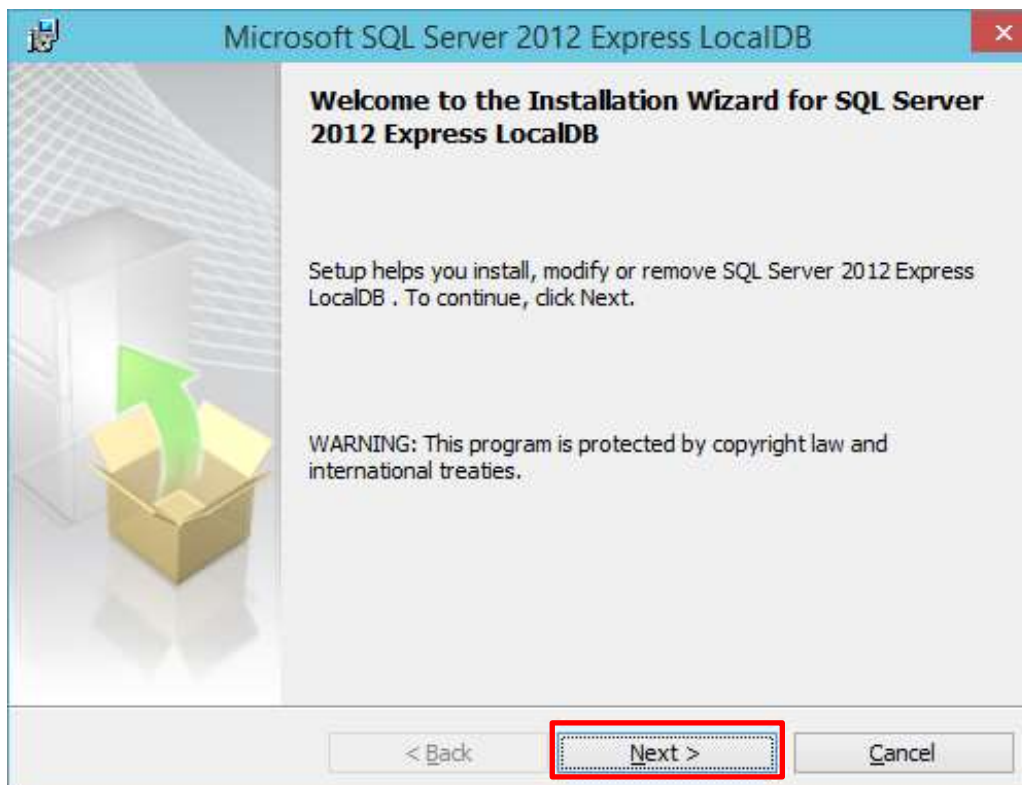 Microsoft SQL Server 2012 Express LocalDB
Welcome to the Installation Wizard for SQL Server
2012 Express LocalDB
Setup helps you install, modify or remove SQL Server 2012 Express
LocalDB . To continue, click Next.
WARNING: This program is protected by copyright law and
international treaties.
< Back
Next >
Cancel